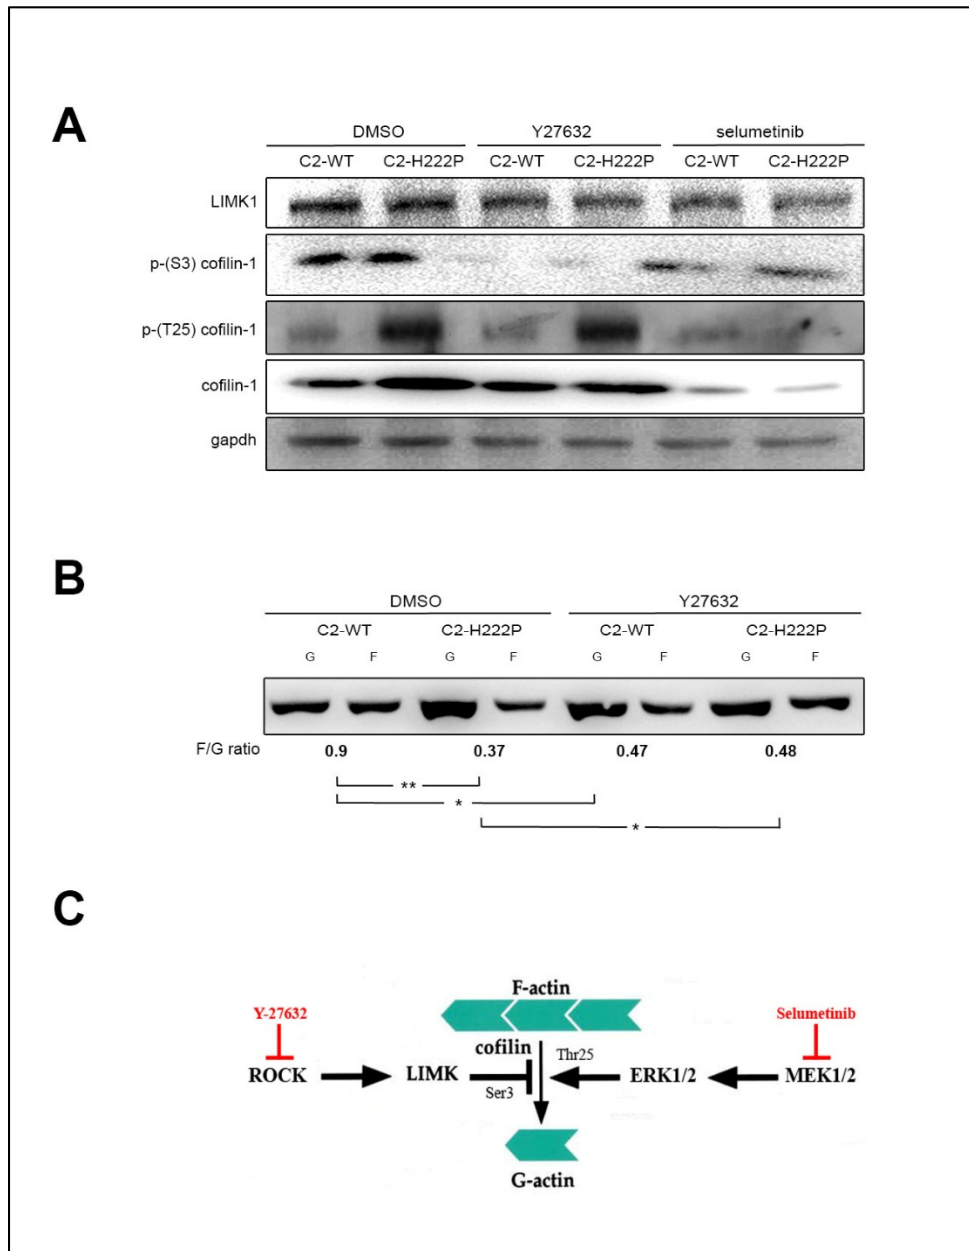 A
DMSO Y27632 selumetinib
C2-WT C2-H222P C2-WT C2-H222P C2-WT C2-H222P
LIMK1
p-(S3) cofilin-1
p-(T25) cofilin-1
cofilin-1
gapdh
B
DMSO Y27632
C2-WT C2-H222P C2-WT C2-H222P
G F G F G F G F
F/G ratio 0.9 0.37 0.47 0.48
**
*
*
C
F-actin
Y-27632 Selumetinib
cofilin Thr25
ROCK LIMK ERK1/2 MEK1/2
Ser3
G-actin